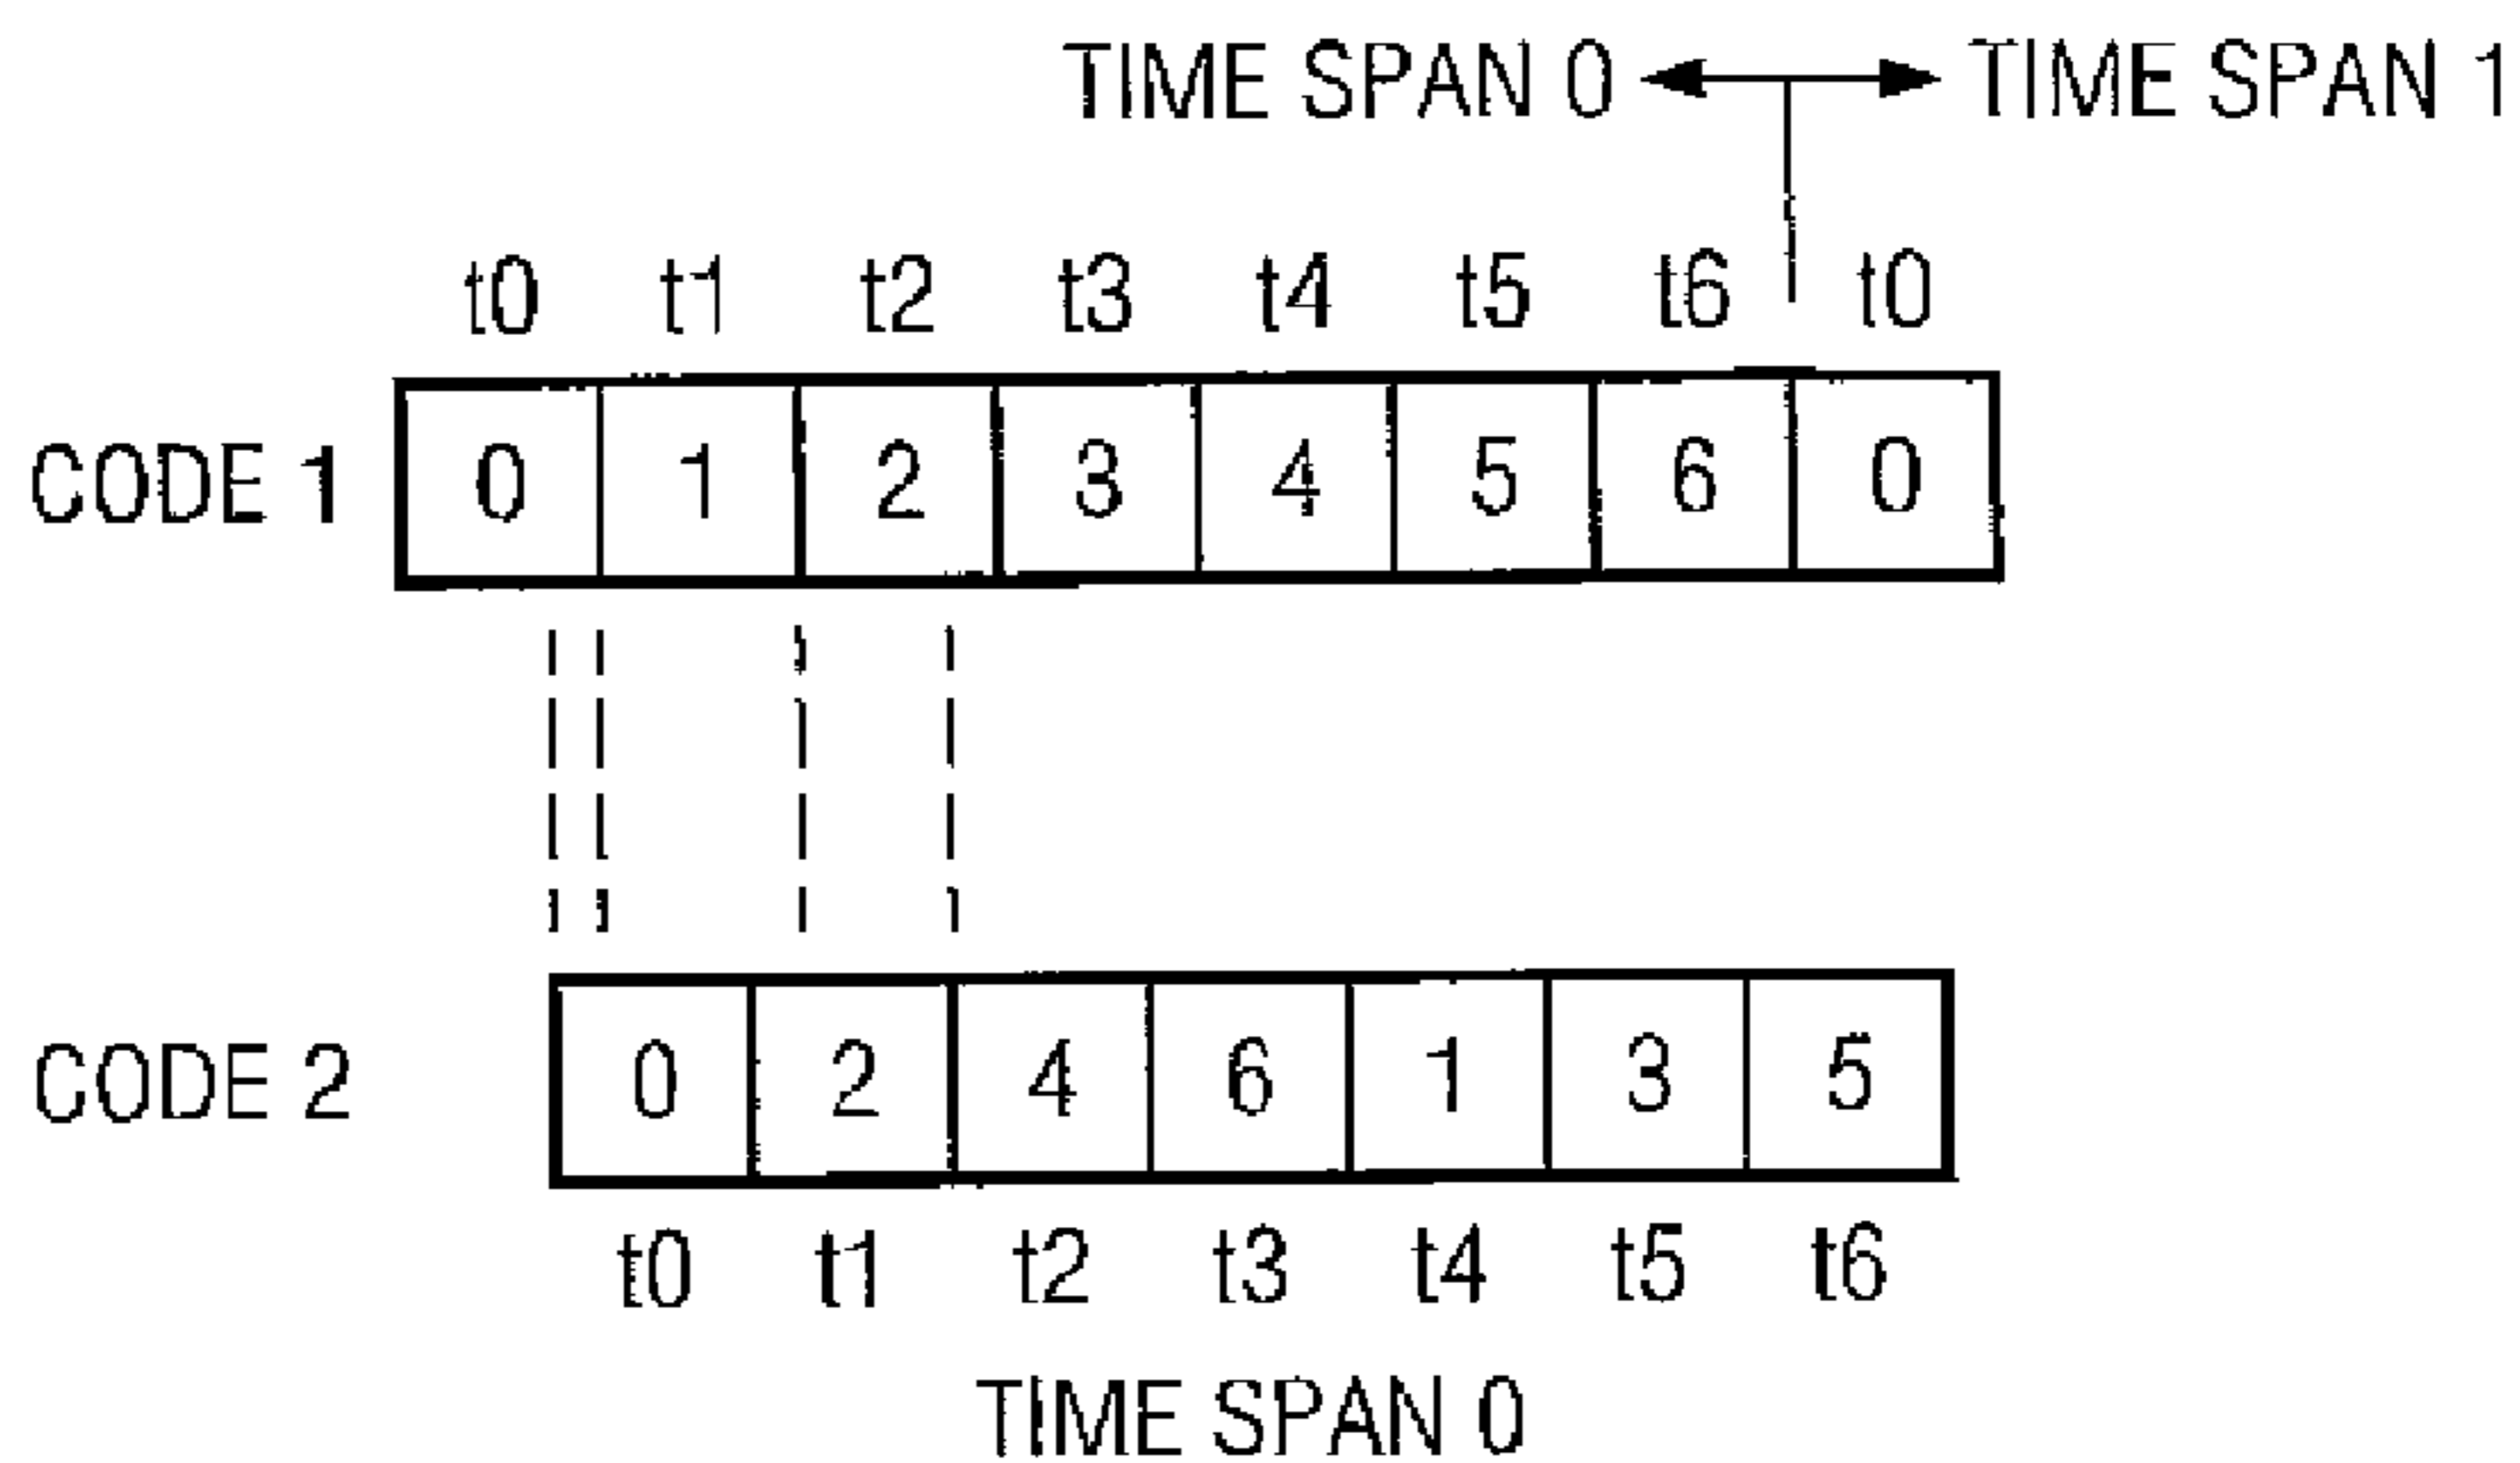 TIME SPAN 0 TIME SPAN 1
t0 t1 t2 t3 t4 t5 t6 t0
CODE 1 0 1 2 3 4 5 6 0
CODE 2 0 2 4 6 1 3 5
t0 t1 t2 t3 t4 t5 t6
TIME SPAN 0